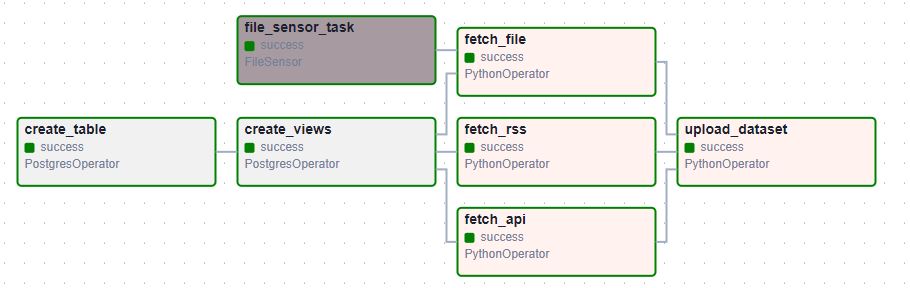 file_sensor_task
success
FileSensor
fetch_file
success
PythonOperator
create_table
success
PostgresOperator
create_views
success
PostgresOperator
fetch_rss
success
PythonOperator
upload_dataset
success
PythonOperator
fetch_api
success
PythonOperator